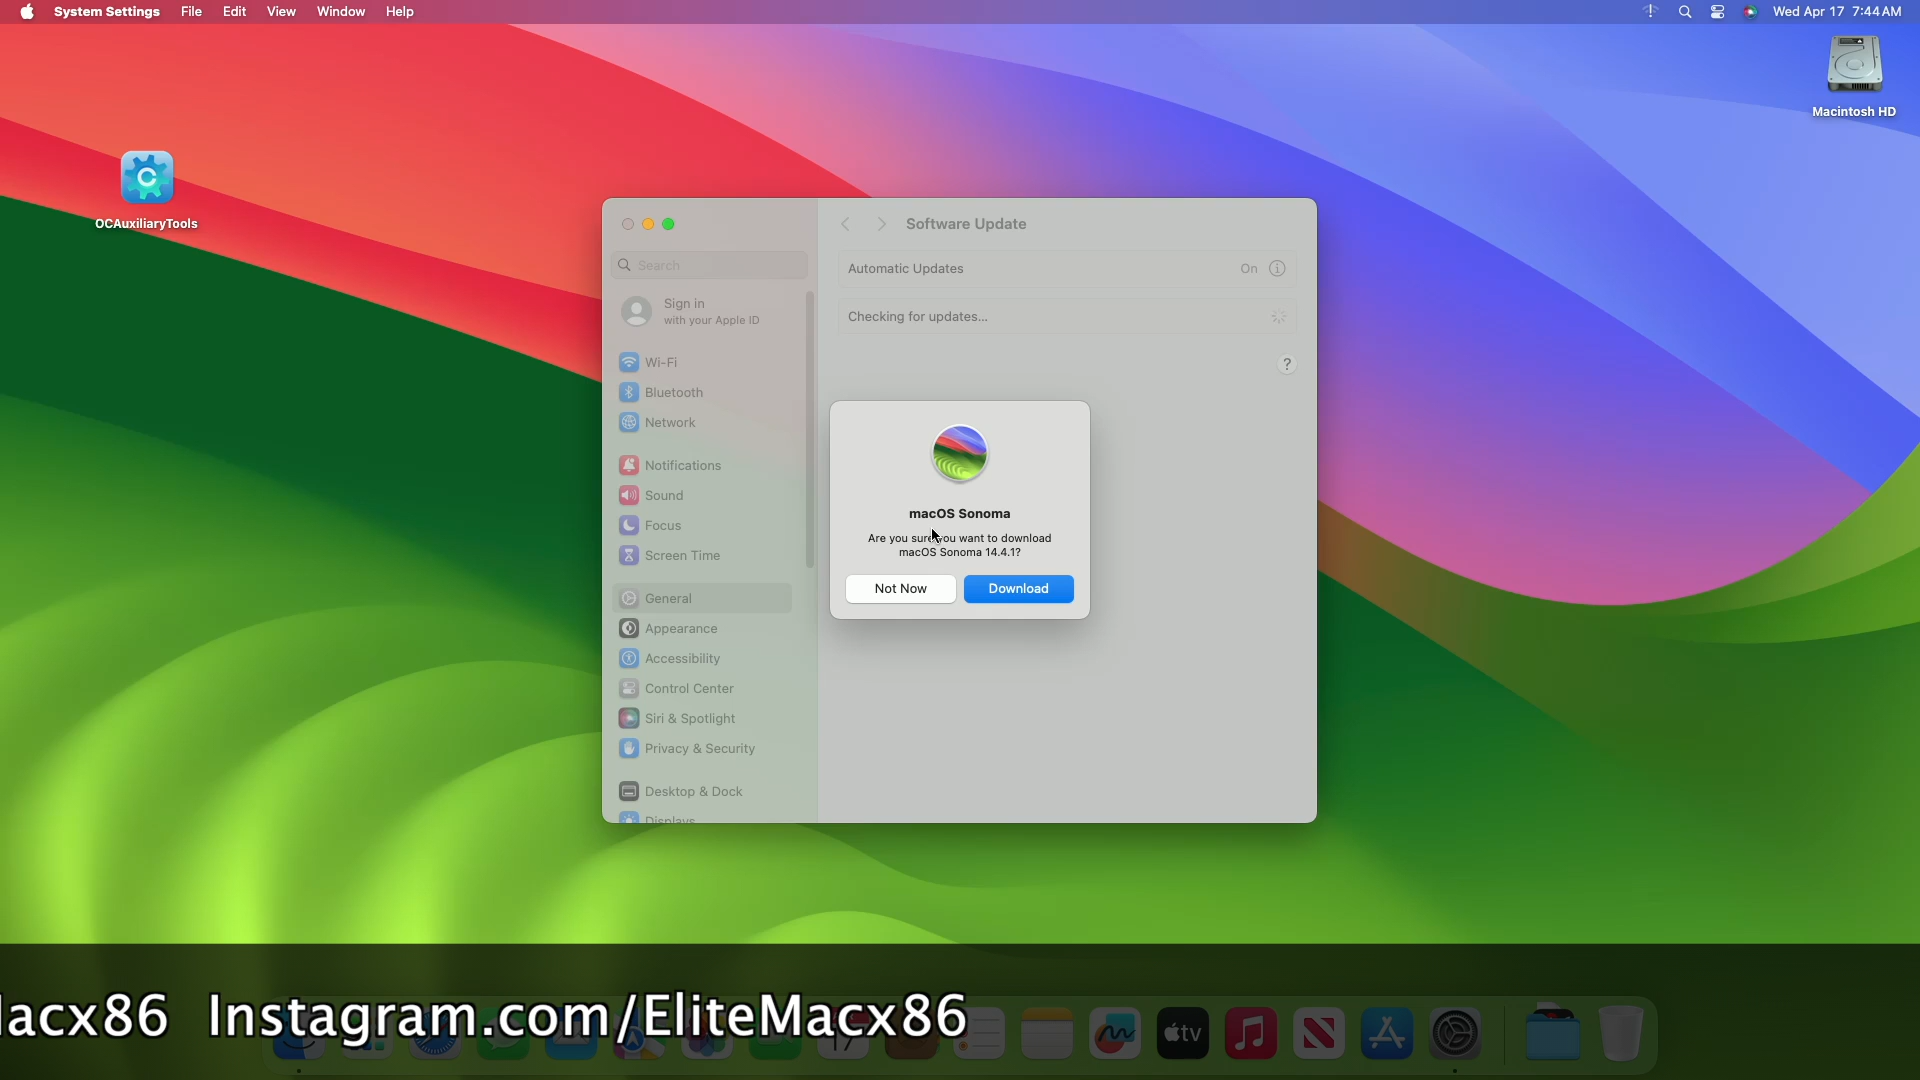 System Settings File Edit View Window Help
Wed Apr 17 7:44 AM
Macintosh HD
OCAuxiliaryTools
Software Update
Search
Automatic Updates On
Sign in
with your Apple ID
Checking for updates...
?
Wi-Fi
Bluetooth
Network
Notifications
Sound
Focus
Screen Time
General
Appearance
Accessibility
Control Center
Siri & Spotlight
Privacy & Security
Desktop & Dock
Displays
macOS Sonoma
Are you sure you want to download
macOS Sonoma 14.4.1?
Not Now Download
acx86 Instagram.com/EliteMacx86
tv